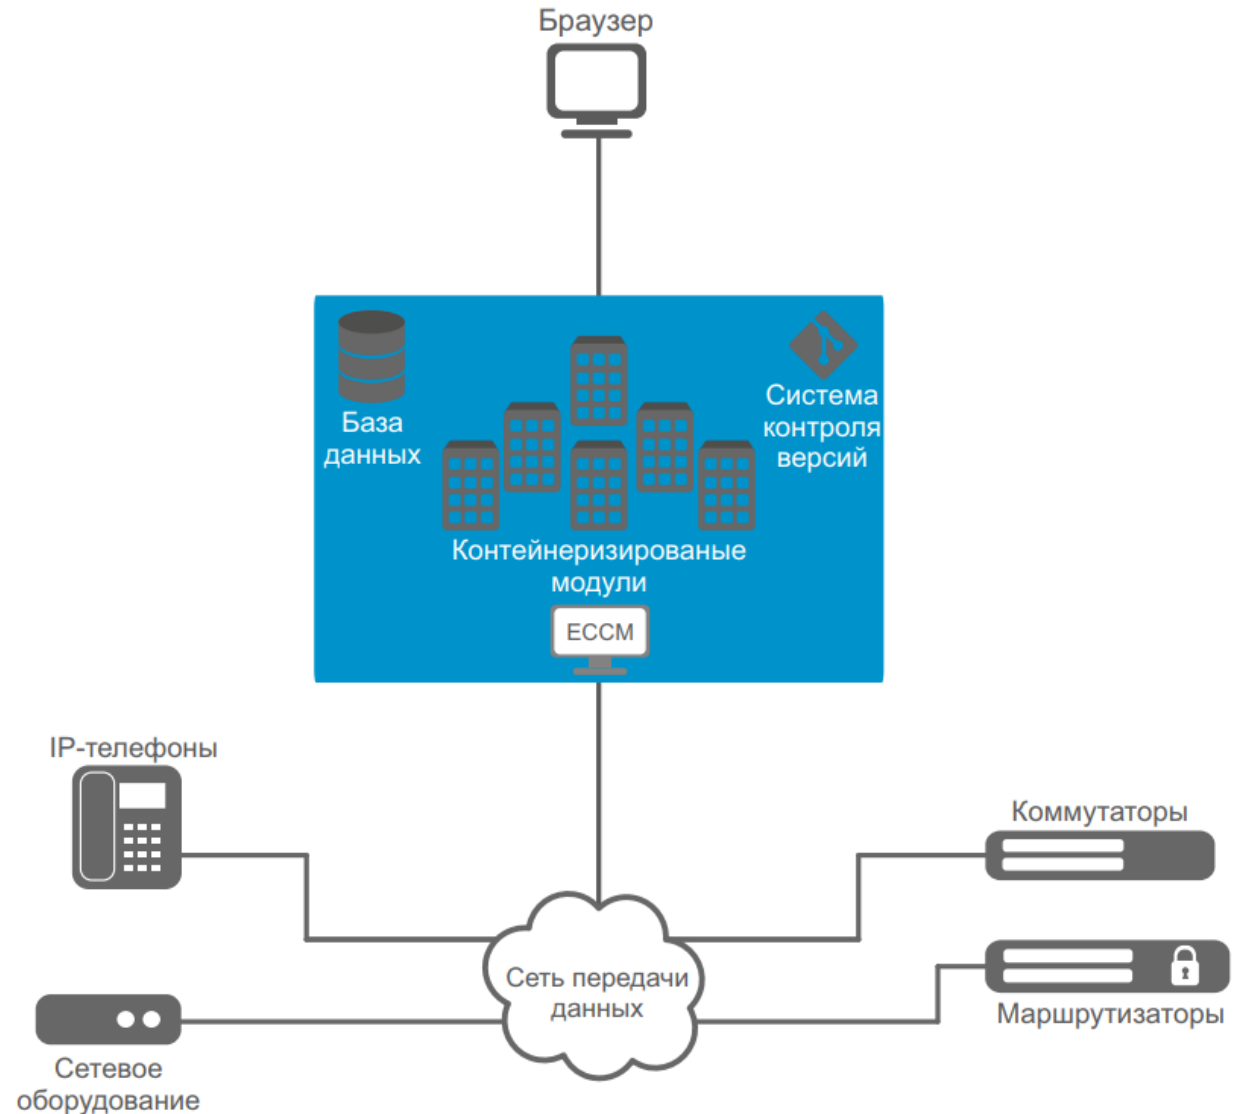 Браузер
База
данных
Система
контроля
версий
Контейнеризированые
модули
ECCM
IP-телефоны
Коммутаторы
Сеть передачи
данных
Маршрутизаторы
Сетевое
оборудование